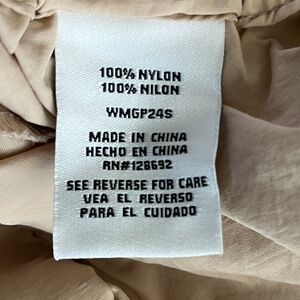 100% NYLON
100% NILON
WMGP24S
MADE IN CHINA
HECHO EN CHINA
RN#128692
SEE REVERSE FOR CARE
VEA EL REVERSO
PARA EL CUIDADO